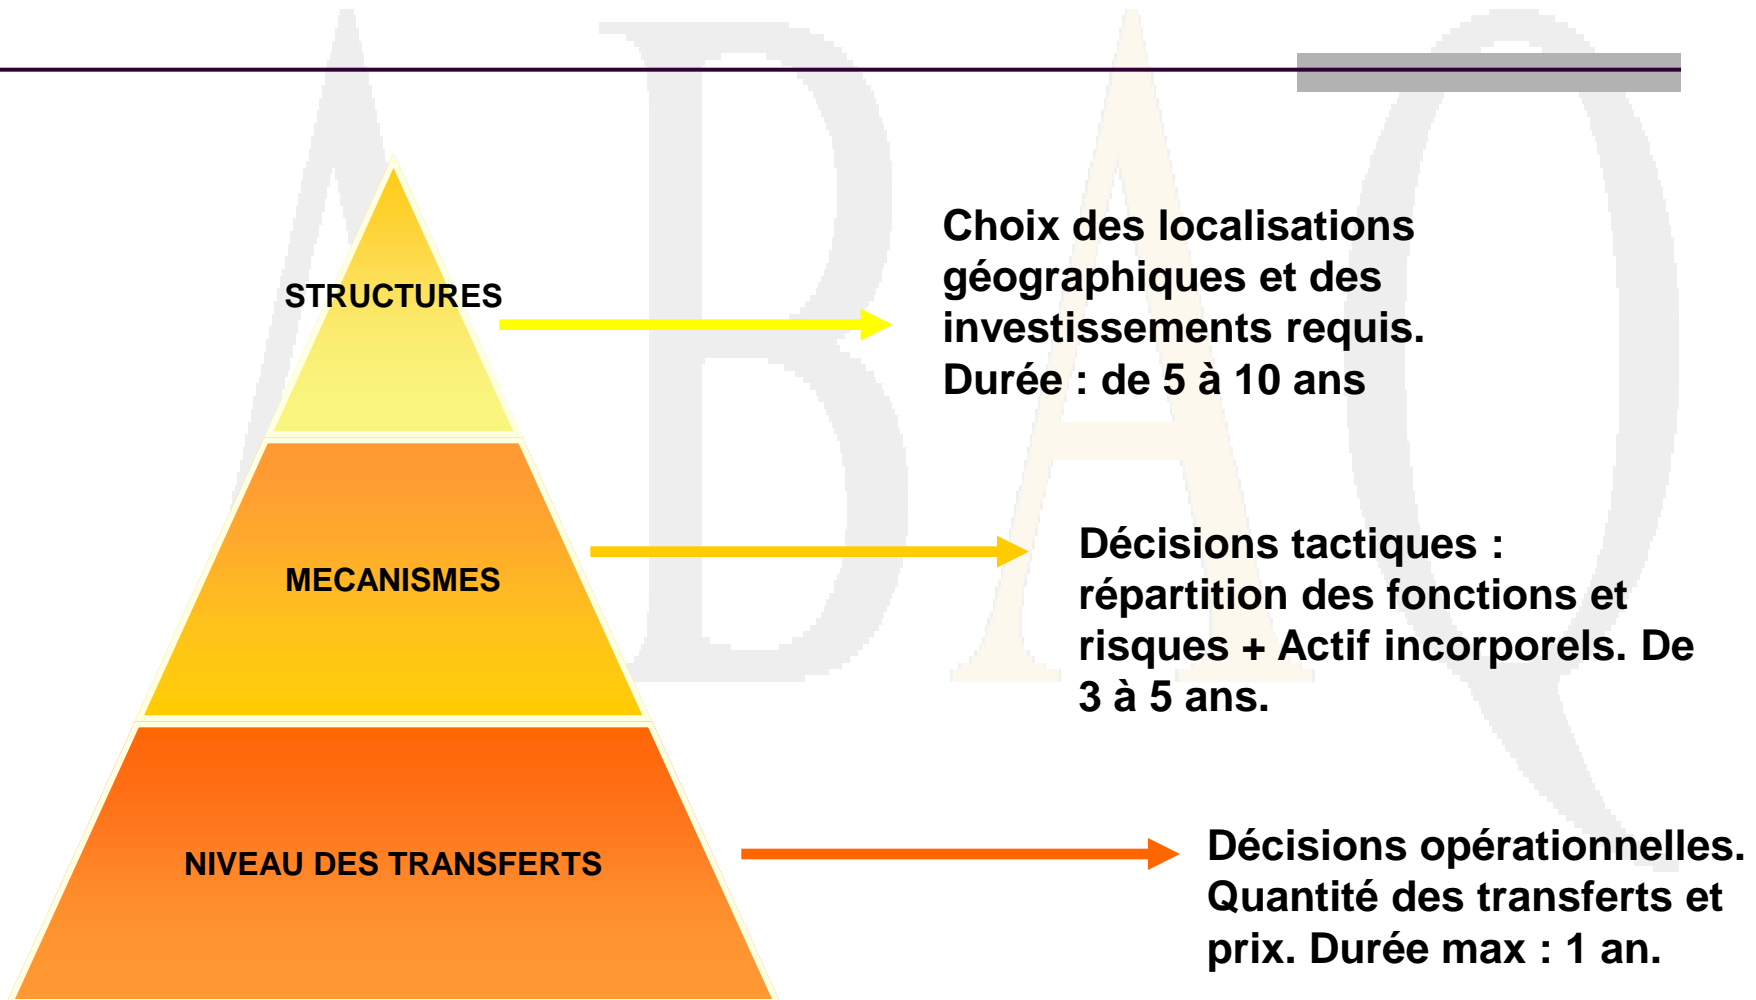 STRUCTURES
Choix des localisations
géographiques et des
investissements requis.
Durée : de 5 à 10 ans
MECANISMES
Décisions tactiques :
répartition des fonctions et
risques + Actif incorporels. De
3 à 5 ans.
NIVEAU DES TRANSFERTS
Décisions opérationnelles.
Quantité des transferts et
prix. Durée max : 1 an.
ABAQ